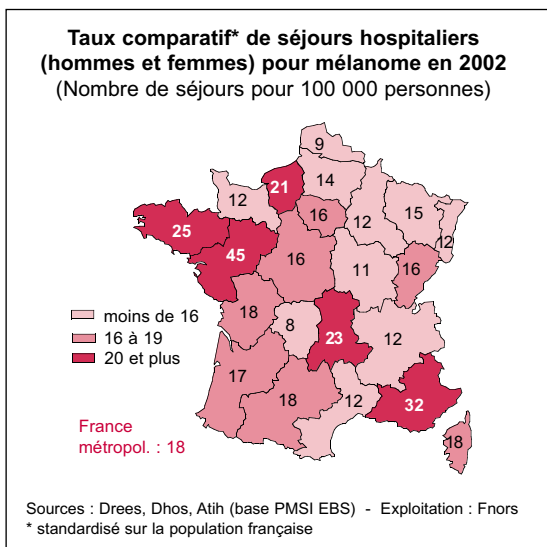 Taux comparatif* de séjours hospitaliers
(hommes et femmes) pour mélanome en 2002
(Nombre de séjours pour 100 000 personnes)
9
14
21
12
16
12
15
12
25
45
16
11
16
18
8
23
12
17
18
12
32
18
moins de 16
16 à 19
20 et plus
France
métropol. : 18
Sources : Drees, Dhos, Atih (base PMSI EBS) - Exploitation : Fnors
* standardisé sur la population française